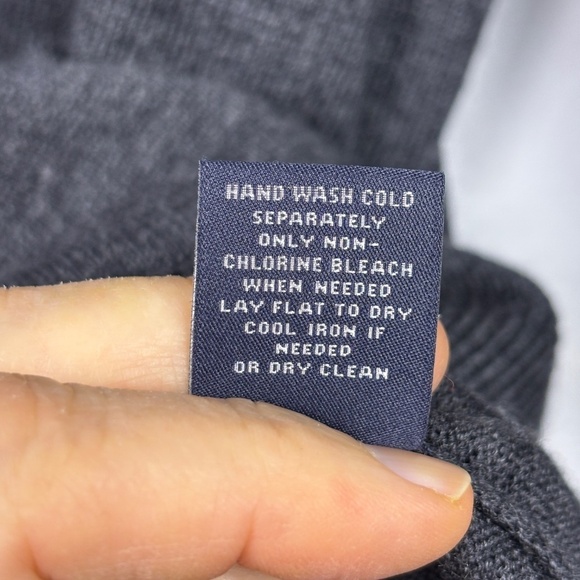 HAND WASH COLD
SEPARATELY
ONLY NON-
CHLORINE BLEACH
WHEN NEEDED
LAY FLAT TO DRY
COOL IRON IF
NEEDED
OR DRY CLEAN